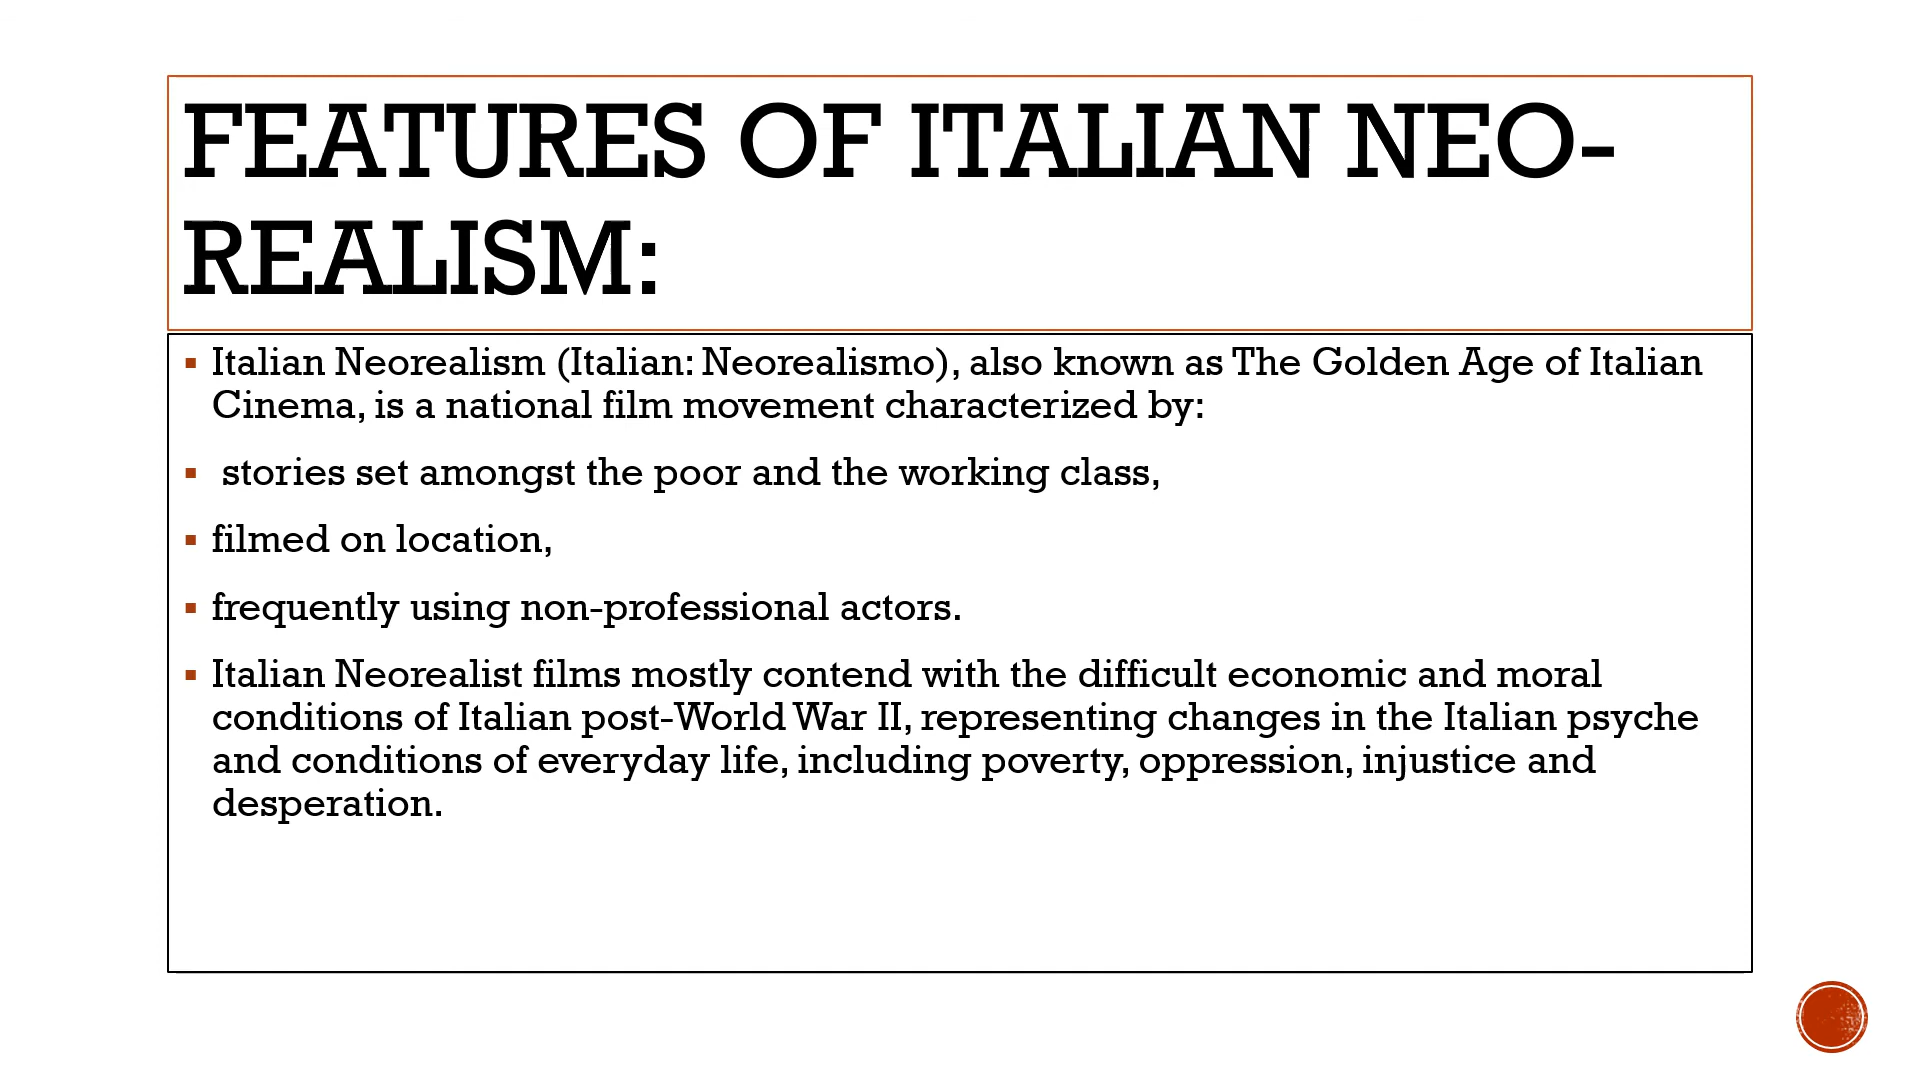 FEATURES OF ITALIAN NEO-
REALISM:
▪ Italian Neorealism (Italian: Neorealismo), also known as The Golden Age of Italian
Cinema, is a national film movement characterized by:
▪ stories set amongst the poor and the working class,
▪ filmed on location,
▪ frequently using non-professional actors.
▪ Italian Neorealist films mostly contend with the difficult economic and moral
conditions of Italian post-World War II, representing changes in the Italian psyche
and conditions of everyday life, including poverty, oppression, injustice and
desperation.